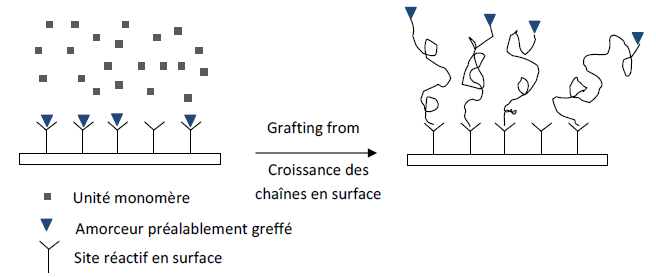 Grafting from
Croissance des
chaînes en surface
Unité monomère
Amorceur préalablement greffé
Site réactif en surface